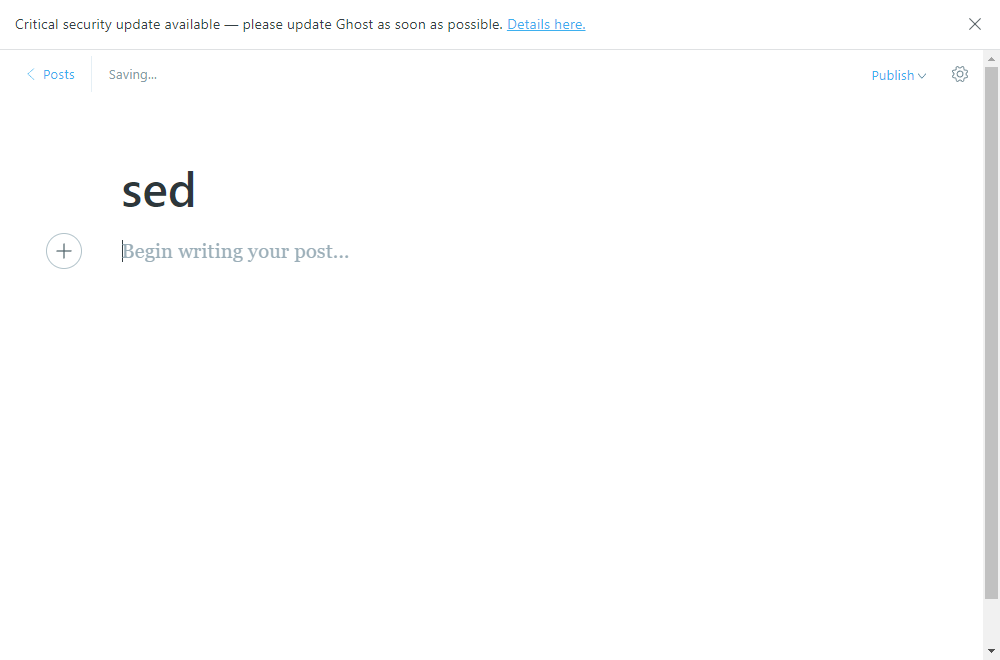 Critical security update available — please update Ghost as soon as possible. Details here.
Posts
Saving...
Publish
sed
Begin writing your post...